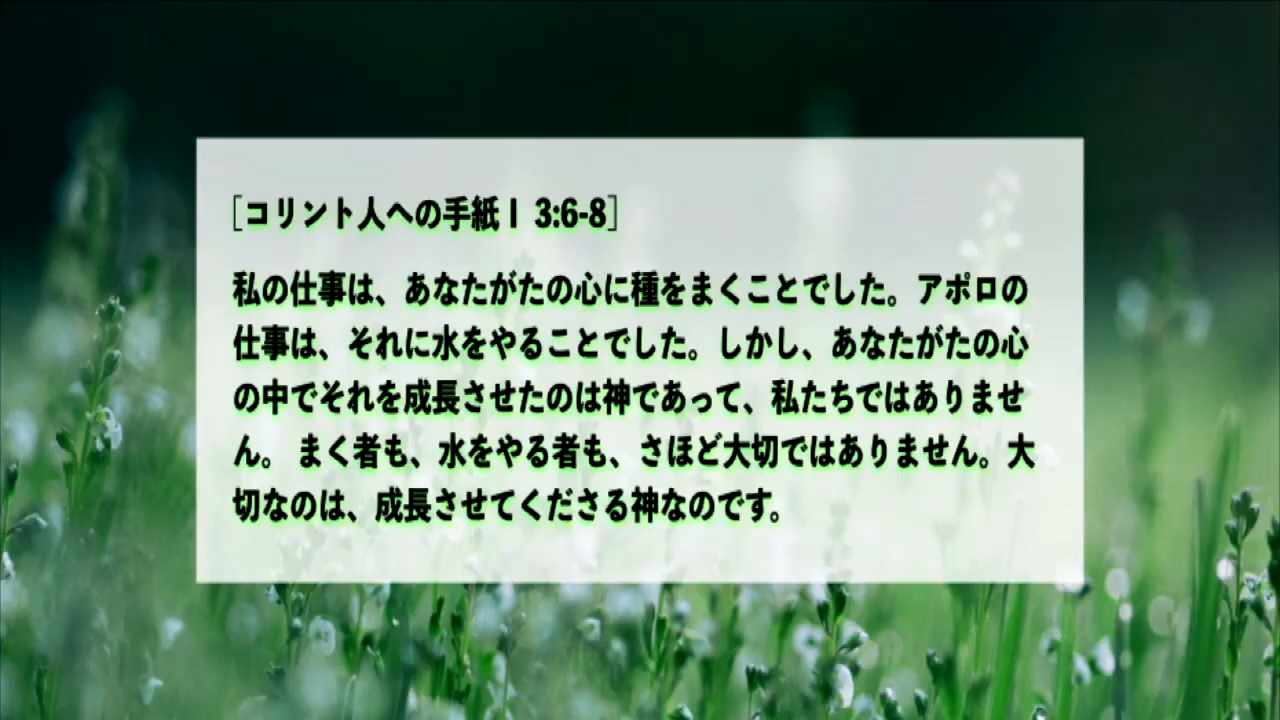 [コリント人への手紙Ⅰ 3:6-8]
私の仕事は、あなたがたの心に種をまくことでした。アポロの
仕事は、それに水をやることでした。しかし、あなたがたの心
の中でそれを成長させたのは神であって、私たちではありませ
ん。 まく者も、水をやる者も、さほど大切ではありません。大
切なのは、成長させてくださる神なのです。